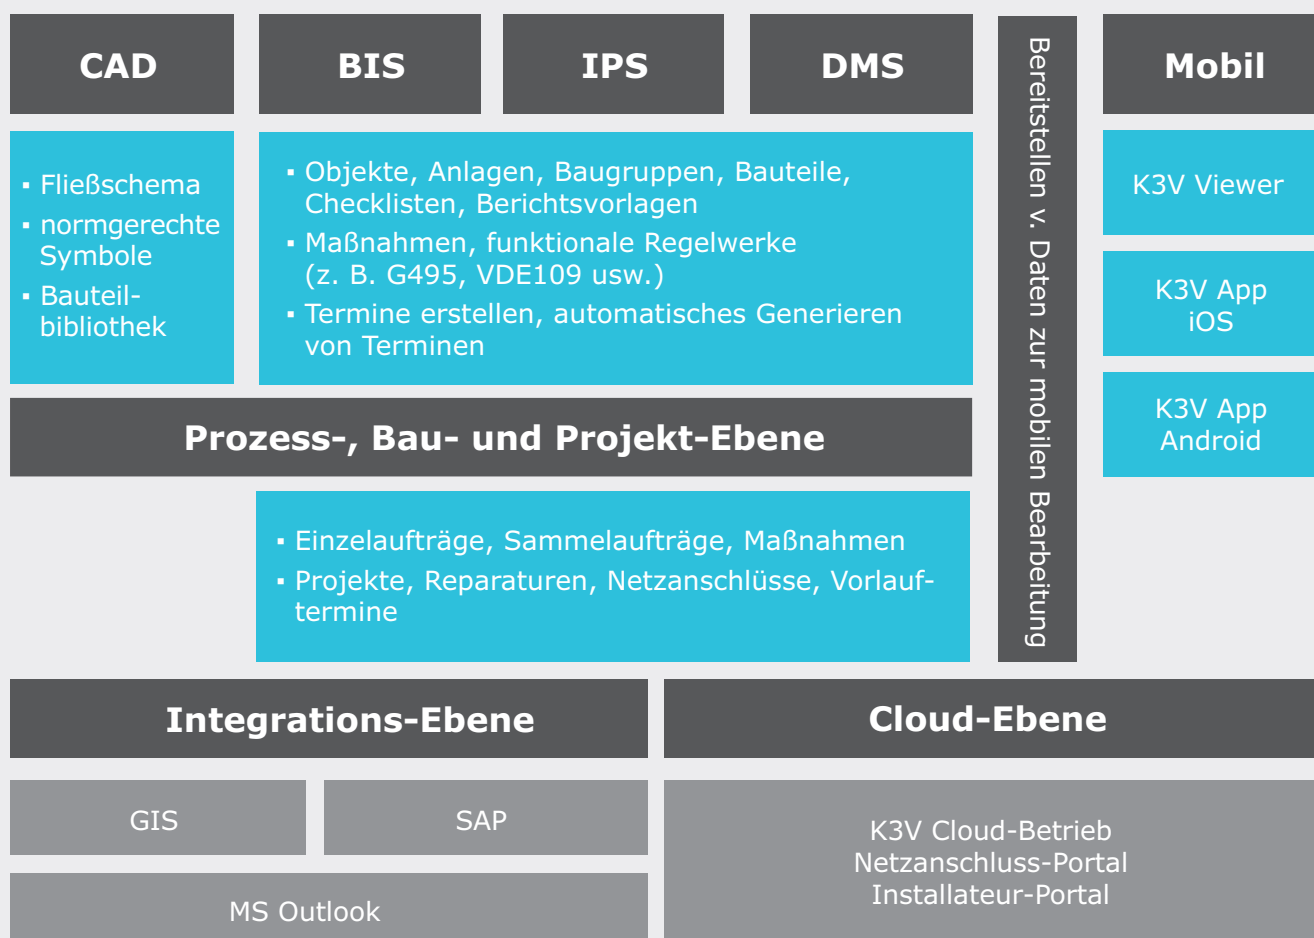 CAD
BIS
IPS
DMS
Bereitstellen v. Daten zur mobilen Bearbeitung
Mobil
▪ Fließschema
▪ normgerechte
Symbole
▪ Bauteil-
bibliothek
▪ Objekte, Anlagen, Baugruppen, Bauteile,
Checklisten, Berichtsvorlagen
▪ Maßnahmen, funktionale Regelwerke
(z. B. G495, VDE109 usw.)
▪ Termine erstellen, automatisches Generieren
von Terminen
K3V Viewer
K3V App
iOS
K3V App
Android
Prozess-, Bau- und Projekt-Ebene
▪ Einzelaufträge, Sammelaufträge, Maßnahmen
▪ Projekte, Reparaturen, Netzanschlüsse, Vorlauf-
termine
Integrations-Ebene
Cloud-Ebene
GIS
SAP
MS Outlook
K3V Cloud-Betrieb
Netzanschluss-Portal
Installateur-Portal